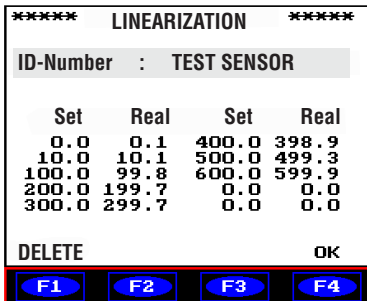 ***** LINEARIZATION *****
ID-Number : TEST SENSOR
Set Real Set Real
0.0 0.1 400.0 398.9
10.0 10.1 500.0 499.3
100.0 99.8 600.0 599.9
200.0 199.7 0.0 0.0
300.0 299.7 0.0 0.0
DELETE OK
F1 F2 F3 F4